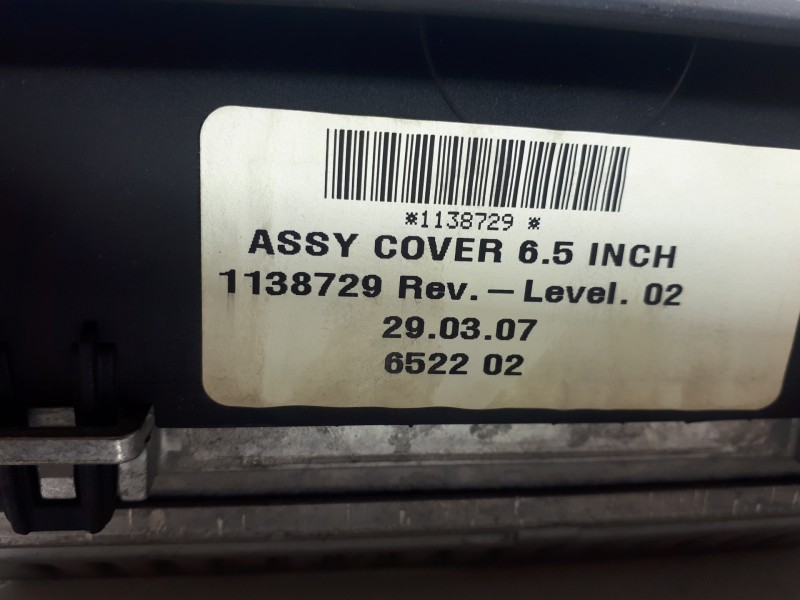 *1138729 *
ASSY COVER 6.5 INCH
1138729 Rev. – Level. 02
29.03.07
6522 02